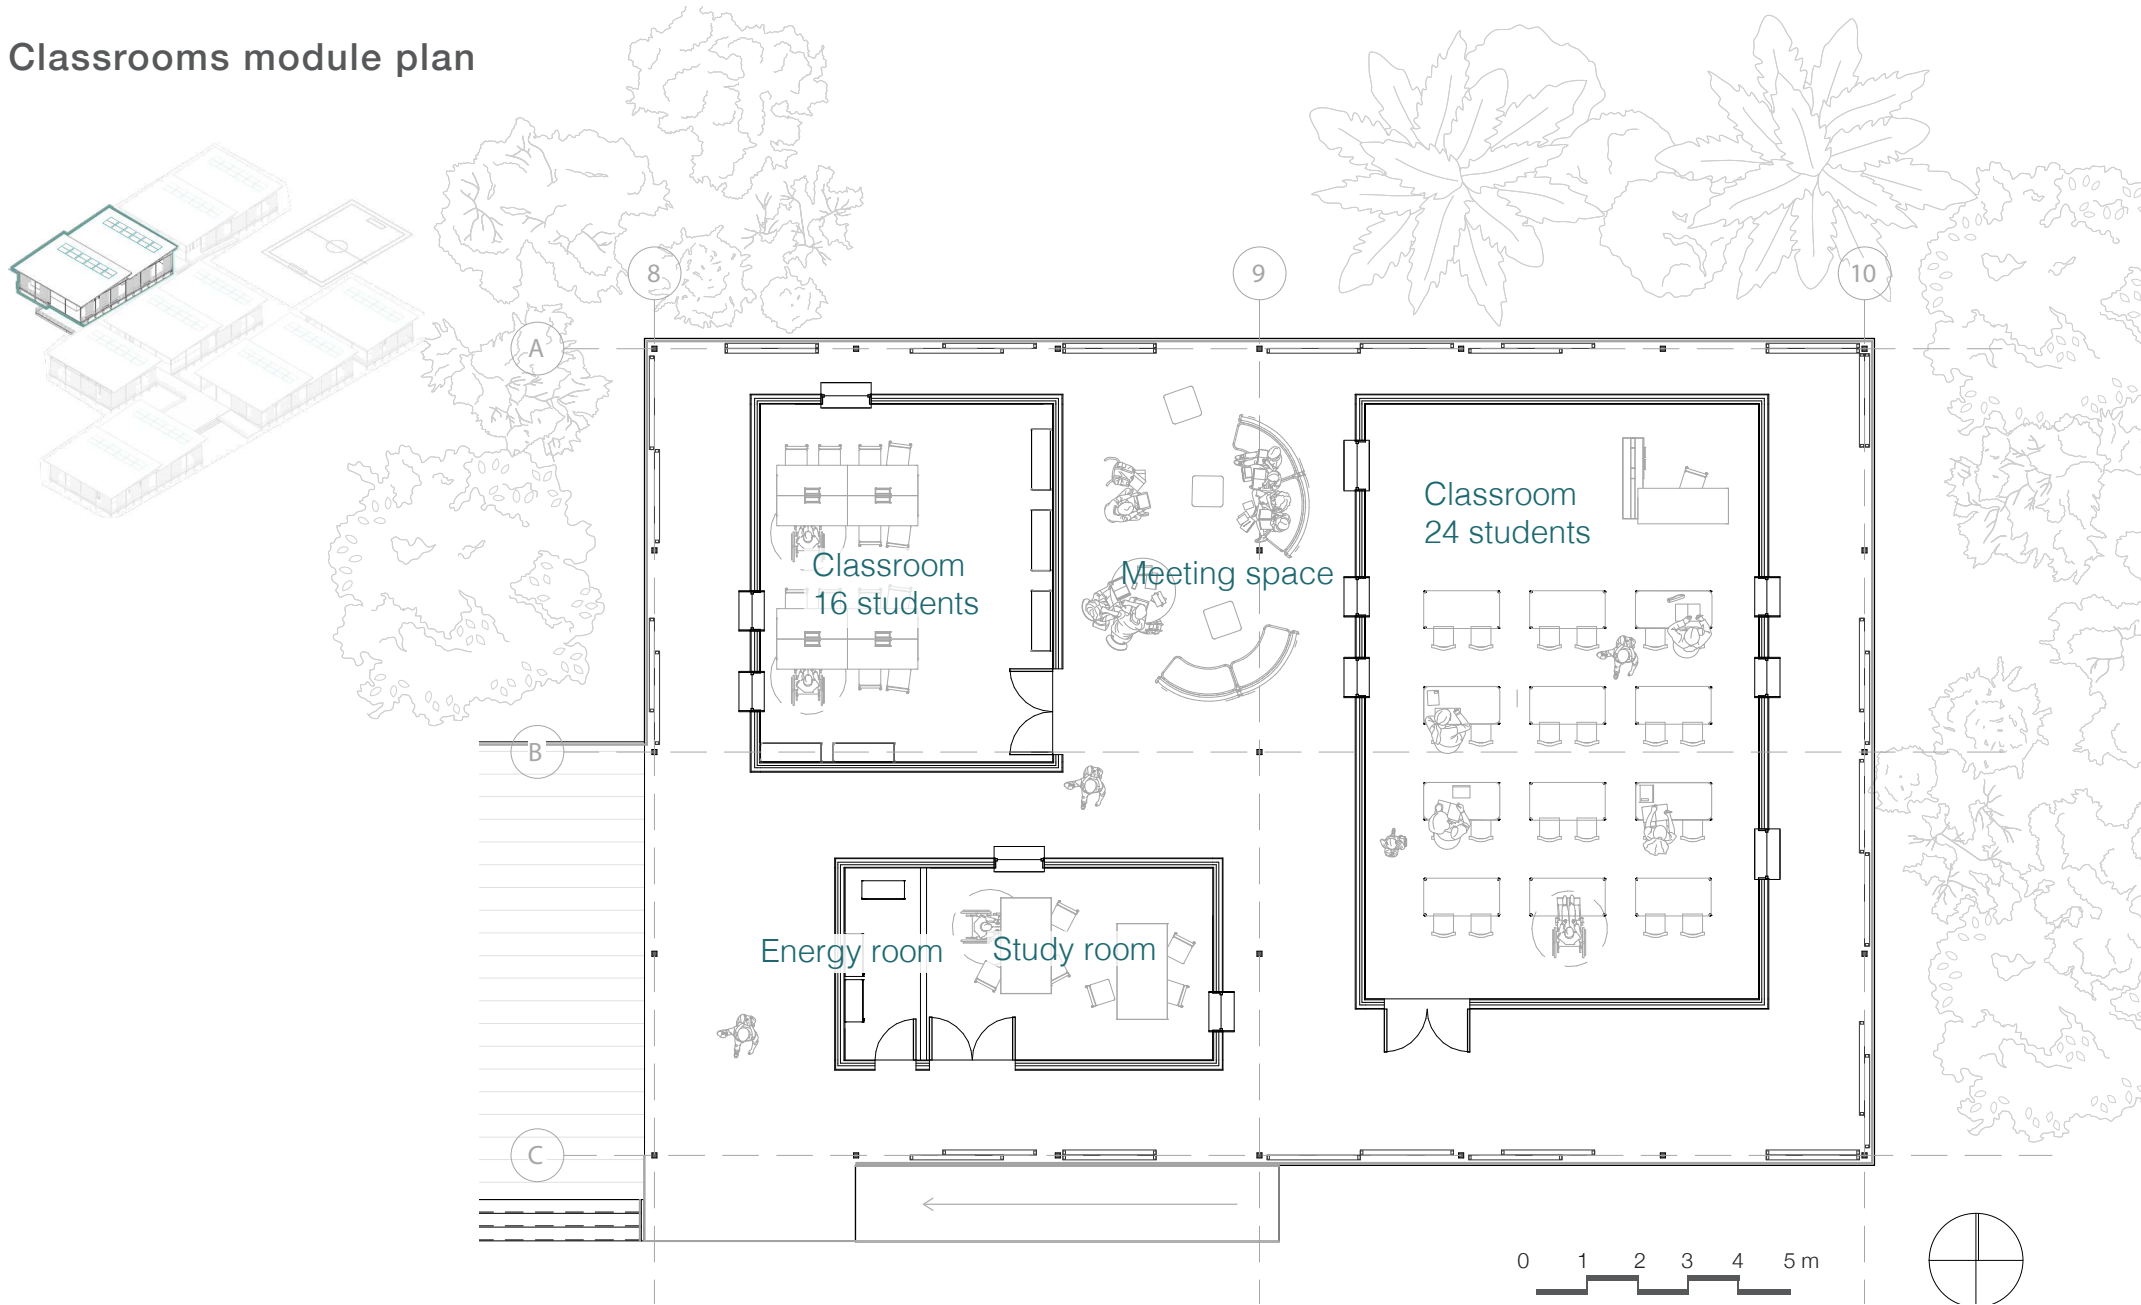 Classrooms module plan
8
9
10
A
Classroom
24 students
Classroom
16 students
Meeting space
B
Energy room
Study room
C
0 1 2 3 4 5 m